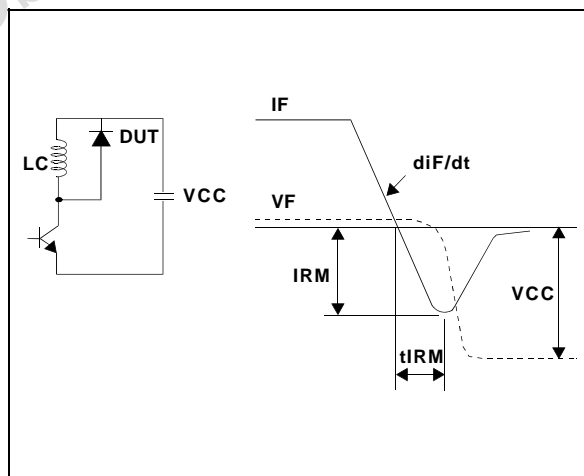 IF
DUT
diF/dt
LC
VCC
VF
IRM
VCC
tIRM